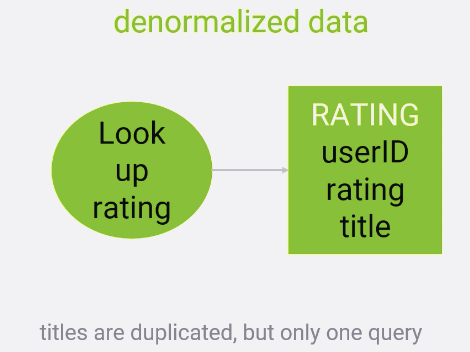 denormalized data
Look
up
rating
RATING
userID
rating
title
titles are duplicated, but only one query